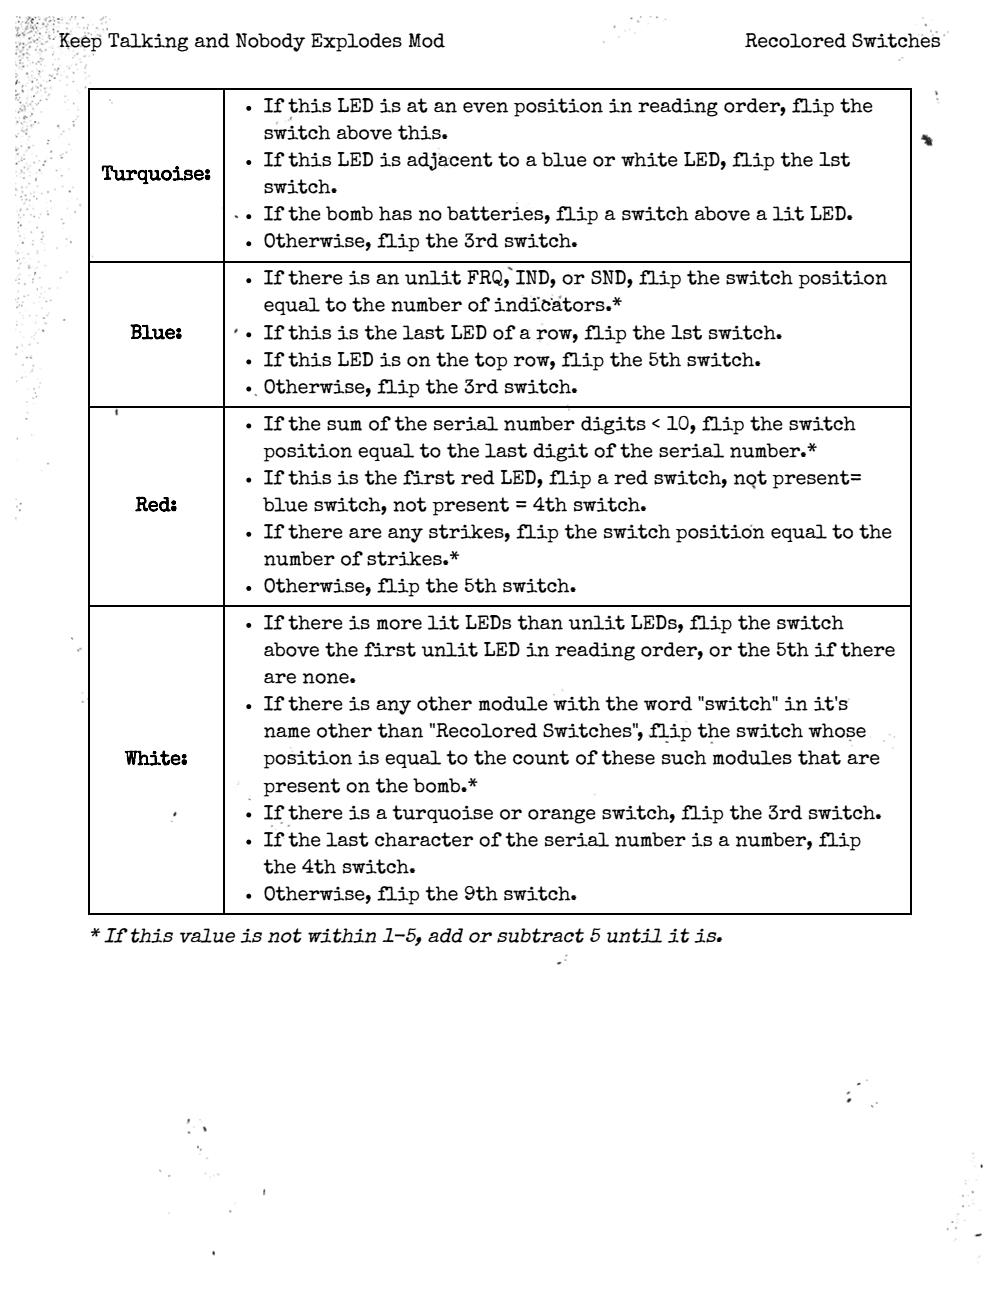 Keep Talking and Nobody Explodes Mod
Recolored Switches
Turquoise:
• If this LED is at an even position in reading order, flip the
switch above this.
• If this LED is adjacent to a blue or white LED, flip the 1st
switch.
• If the bomb has no batteries, flip a switch above a lit LED.
• Otherwise, flip the 3rd switch.
Blue:
• If there is an unlit FRQ, IND, or SND, flip the switch position
equal to the number of indicators.*
• If this is the last LED of a row, flip the 1st switch.
• If this LED is on the top row, flip the 5th switch.
• Otherwise, flip the 3rd switch.
Red:
• If the sum of the serial number digits < 10, flip the switch
position equal to the last digit of the serial number.*
• If this is the first red LED, flip a red switch, not present=
blue switch, not present = 4th switch.
• If there are any strikes, flip the switch position equal to the
number of strikes.*
• Otherwise, flip the 5th switch.
White:
• If there is more lit LEDs than unlit LEDs, flip the switch
above the first unlit LED in reading order, or the 5th if there
are none.
• If there is any other module with the word "switch" in it's
name other than "Recolored Switches", flip the switch whose
position is equal to the count of these such modules that are
present on the bomb.*
• If there is a turquoise or orange switch, flip the 3rd switch.
• If the last character of the serial number is a number, flip
the 4th switch.
• Otherwise, flip the 9th switch.
* If this value is not within 1-5, add or subtract 5 until it is.